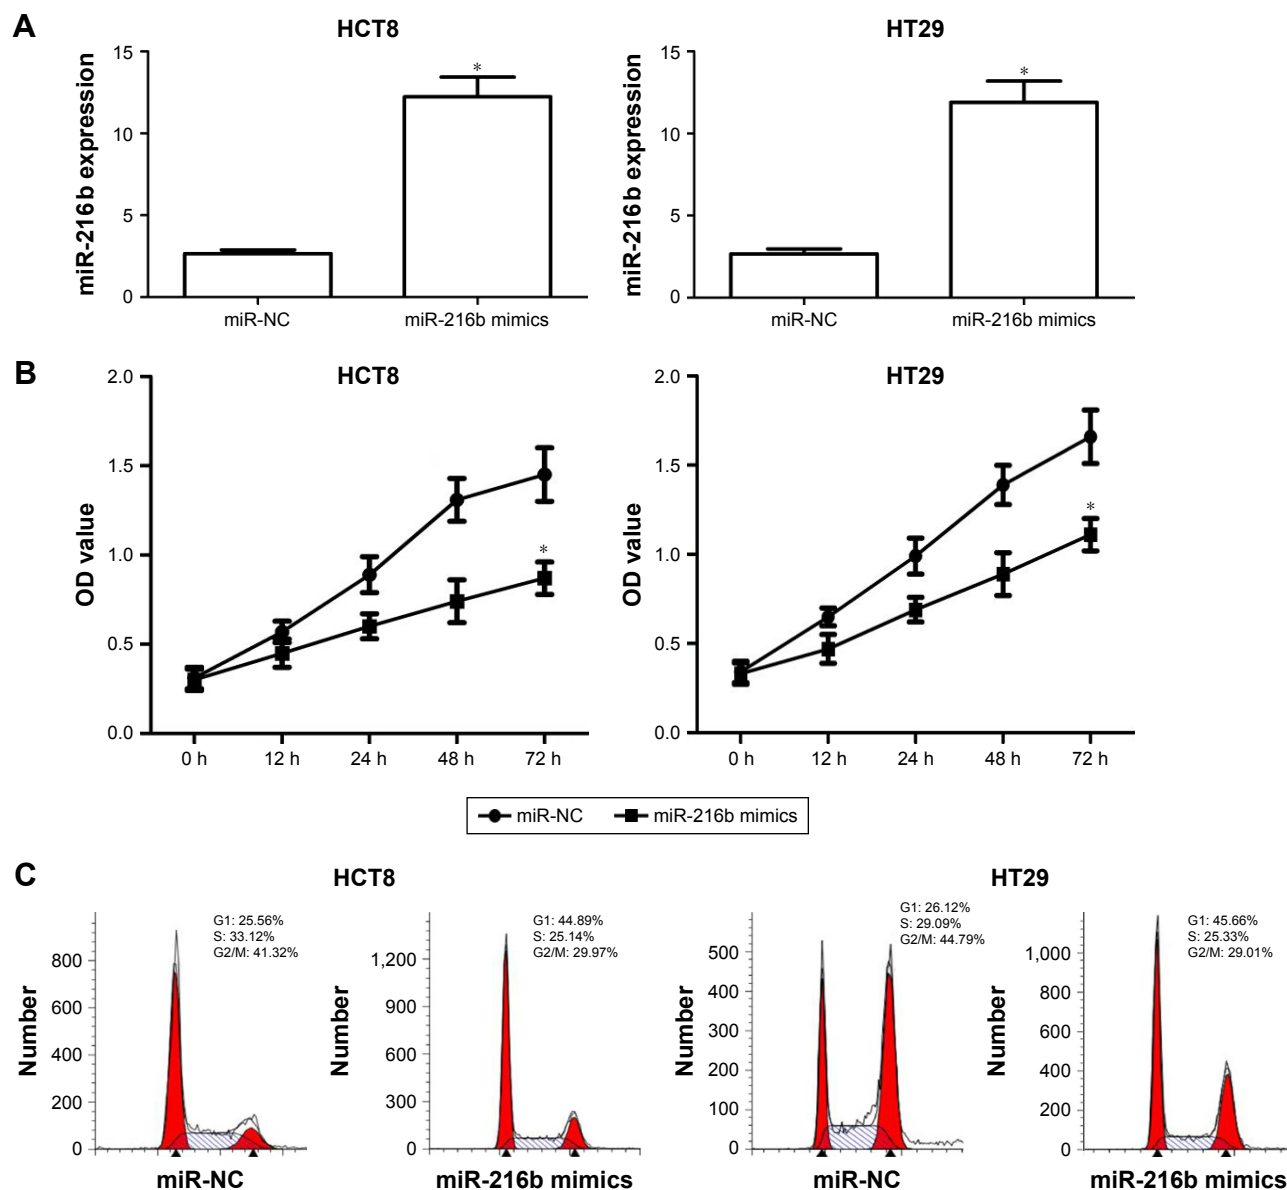 A
HCT8
HT29
miR-216b expression
15
10
5
0
miR-NC
miR-216b mimics
*
miR-216b expression
15
10
5
0
miR-NC
miR-216b mimics
*
B
HCT8
HT29
OD value
2.0
1.5
1.0
0.5
0.0
0 h
12 h
24 h
48 h
72 h
*
OD value
2.0
1.5
1.0
0.5
0.0
0 h
12 h
24 h
48 h
72 h
*
miR-NC
miR-216b mimics
C
HCT8
HT29
Number
800
600
400
200
0
G1: 25.56%
S: 33.12%
G2/M: 41.32%
miR-NC
Number
1,200
900
600
300
0
G1: 44.89%
S: 25.14%
G2/M: 29.97%
miR-216b mimics
Number
500
400
300
200
100
0
G1: 26.12%
S: 29.09%
G2/M: 44.79%
miR-NC
Number
1,000
800
600
400
200
0
G1: 45.66%
S: 25.33%
G2/M: 29.01%
miR-216b mimics